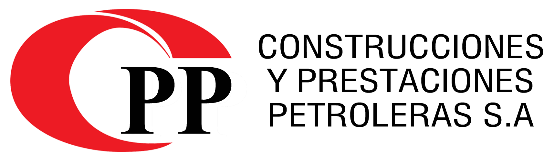 CPP
CONSTRUCCIONES
Y PRESTACIONES
PETROLERAS S.A